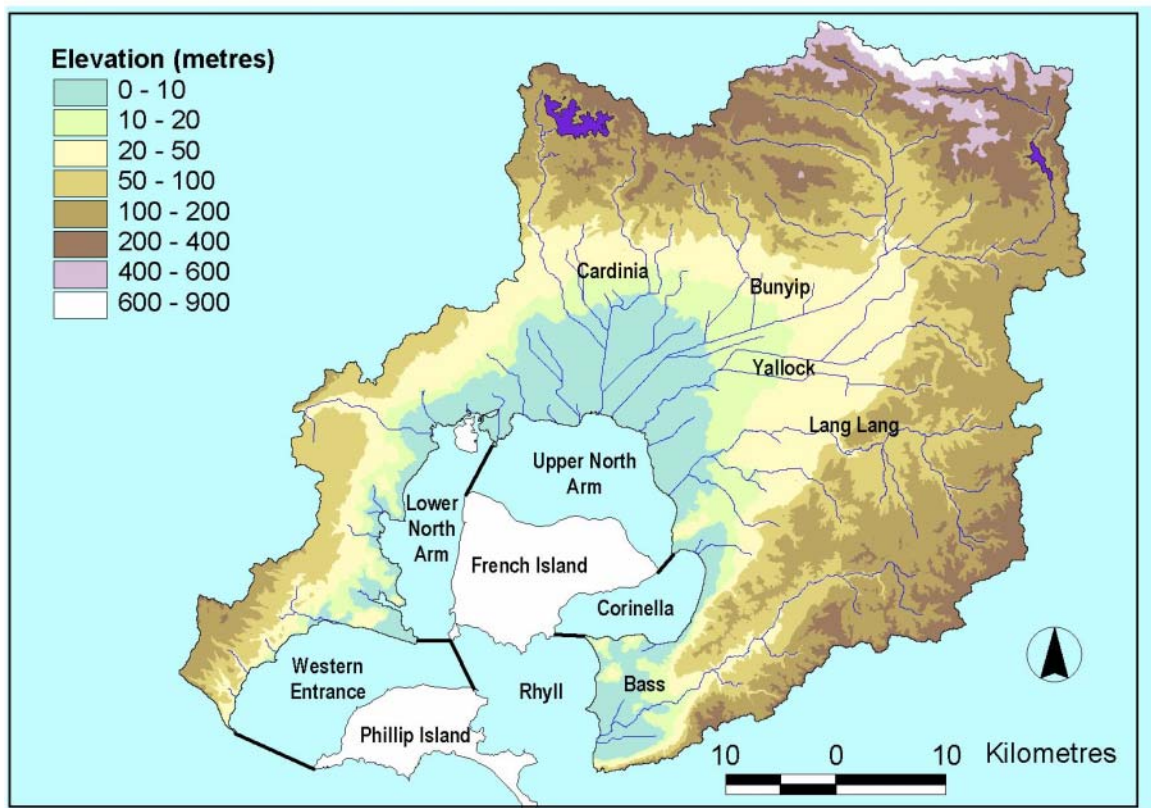 Elevation (metres)
0 - 10
10 - 20
20 - 50
50 - 100
100 - 200
200 - 400
400 - 600
600 - 900
Cardinia
Bunyip
Yallock
Lang Lang
Upper North
Arm
Lower
North
Arm
French Island
Corinella
Western
Entrance
Rhyll
Bass
Phillip Island
10 0 10 Kilometres